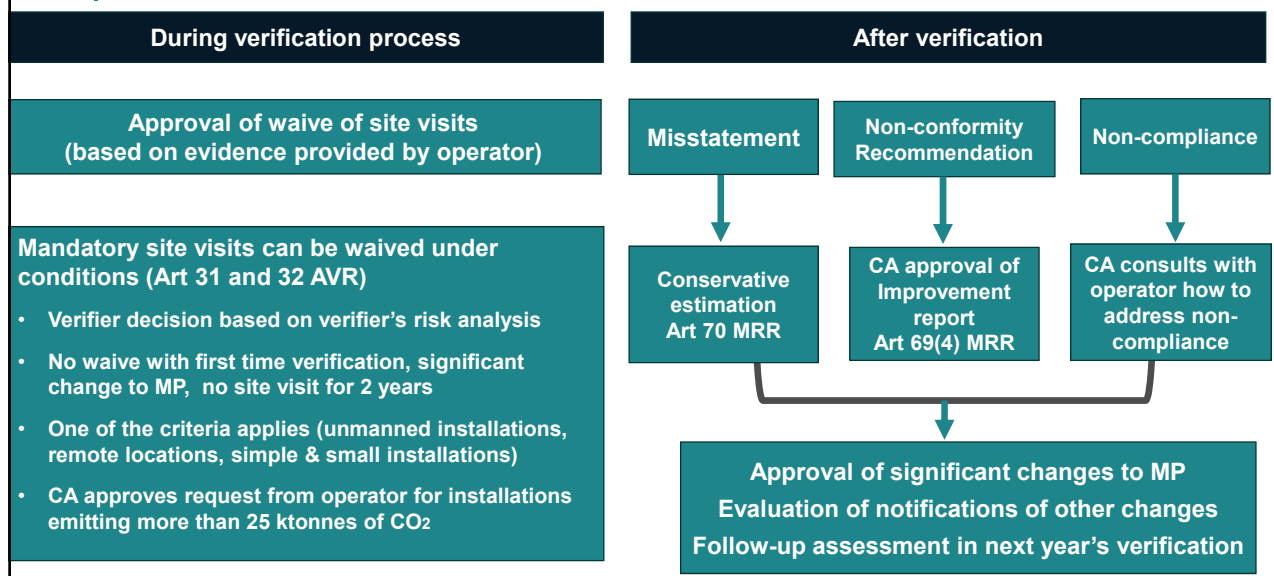 During verification process
After verification
Approval of waive of site visits
(based on evidence provided by operator)
Misstatement
Non-conformity
Recommendation
Non-compliance
Mandatory site visits can be waived under
conditions (Art 31 and 32 AVR)
• Verifier decision based on verifier’s risk analysis
• No waive with first time verification, significant
change to MP,  no site visit for 2 years
• One of the criteria applies (unmanned installations,
remote locations, simple & small installations)
• CA approves request from operator for installations
emitting more than 25 ktonnes of CO2
Conservative
estimation
Art 70 MRR
CA approval of
Improvement
report
Art 69(4) MRR
CA consults with
operator how to
address non-
compliance
Approval of significant changes to MP
Evaluation of notifications of other changes
Follow-up assessment in next year’s verification